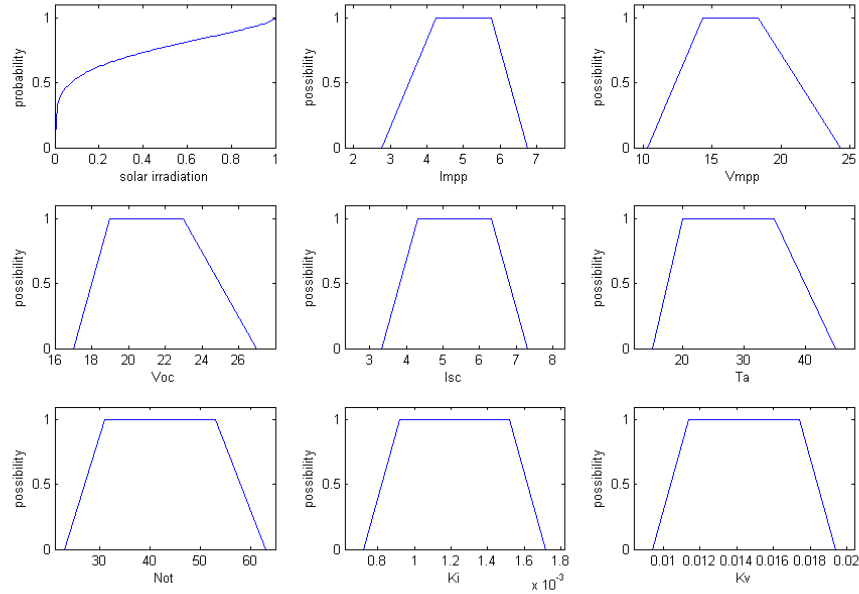 1
0.5
0
probability
0 0.2 0.4 0.6 0.8 1
solar irradiation
1
0.5
0
possibility
2 3 4 5 6 7
Impp
1
0.5
0
possibility
10 15 20 25
Vmpp
1
0.5
0
possibility
16 18 20 22 24 26
Voc
1
0.5
0
possibility
3 4 5 6 7 8
Isc
1
0.5
0
possibility
20 30 40
Ta
1
0.5
0
possibility
30 40 50 60
Not
1
0.5
0
possibility
0.8 1 1.2 1.4 1.6 1.8
Ki
x 10⁻³
1
0.5
0
possibility
0.01 0.012 0.014 0.016 0.018 0.02
Kv